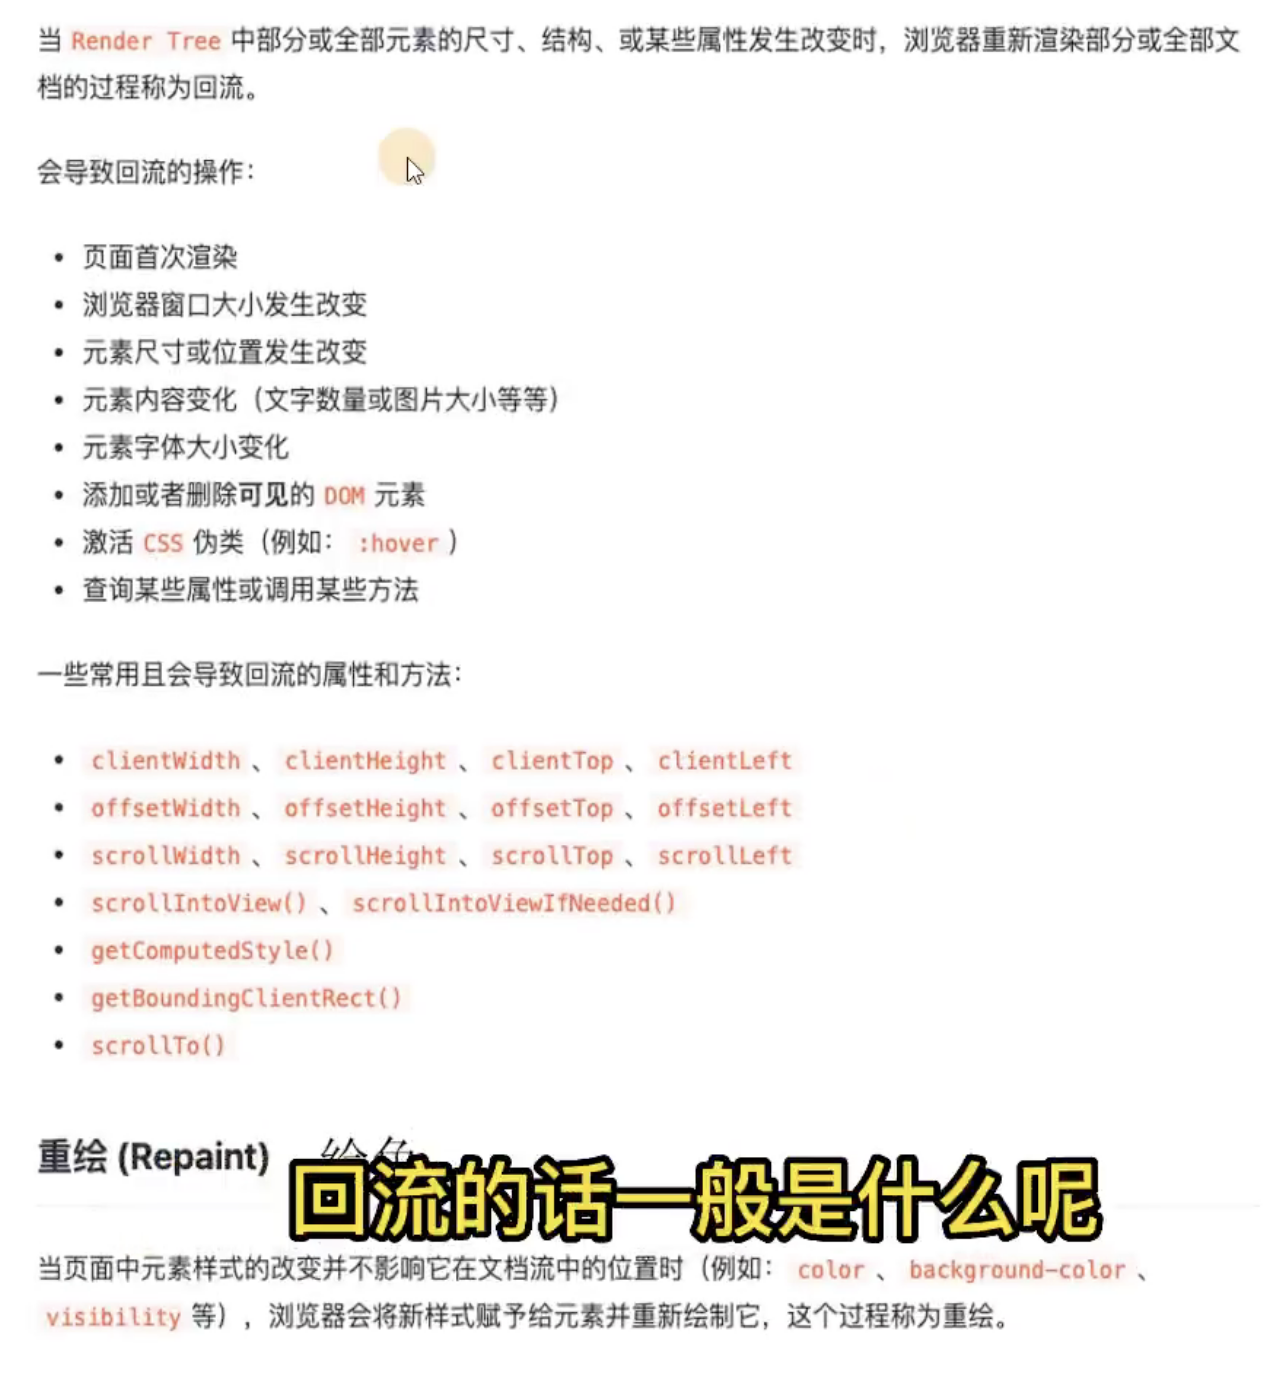 当 Render Tree 中部分或全部元素的尺寸、结构、或某些属性发生改变时，浏览器重新渲染部分或全部文
档的过程称为回流。
会导致回流的操作：
• 页面首次渲染
• 浏览器窗口大小发生改变
• 元素尺寸或位置发生改变
• 元素内容变化（文字数量或图片大小等等）
• 元素字体大小变化
• 添加或者删除可见的 DOM 元素
• 激活 CSS 伪类（例如： :hover ）
• 查询某些属性或调用某些方法
一些常用且会导致回流的属性和方法：
• clientWidth 、 clientHeight 、 clientTop 、 clientLeft
• offsetWidth 、 offsetHeight 、 offsetTop 、 offsetLeft
• scrollWidth 、 scrollHeight 、 scrollTop 、 scrollLeft
• scrollIntoView() 、 scrollIntoViewIfNeeded()
• getComputedStyle()
• getBoundingClientRect()
• scrollTo()
重绘 (Repaint)
回流的话一般是什么呢
当页面中元素样式的改变并不影响它在文档流中的位置时（例如： color 、 background-color 、
visibility 等），浏览器会将新样式赋予给元素并重新绘制它，这个过程称为重绘。